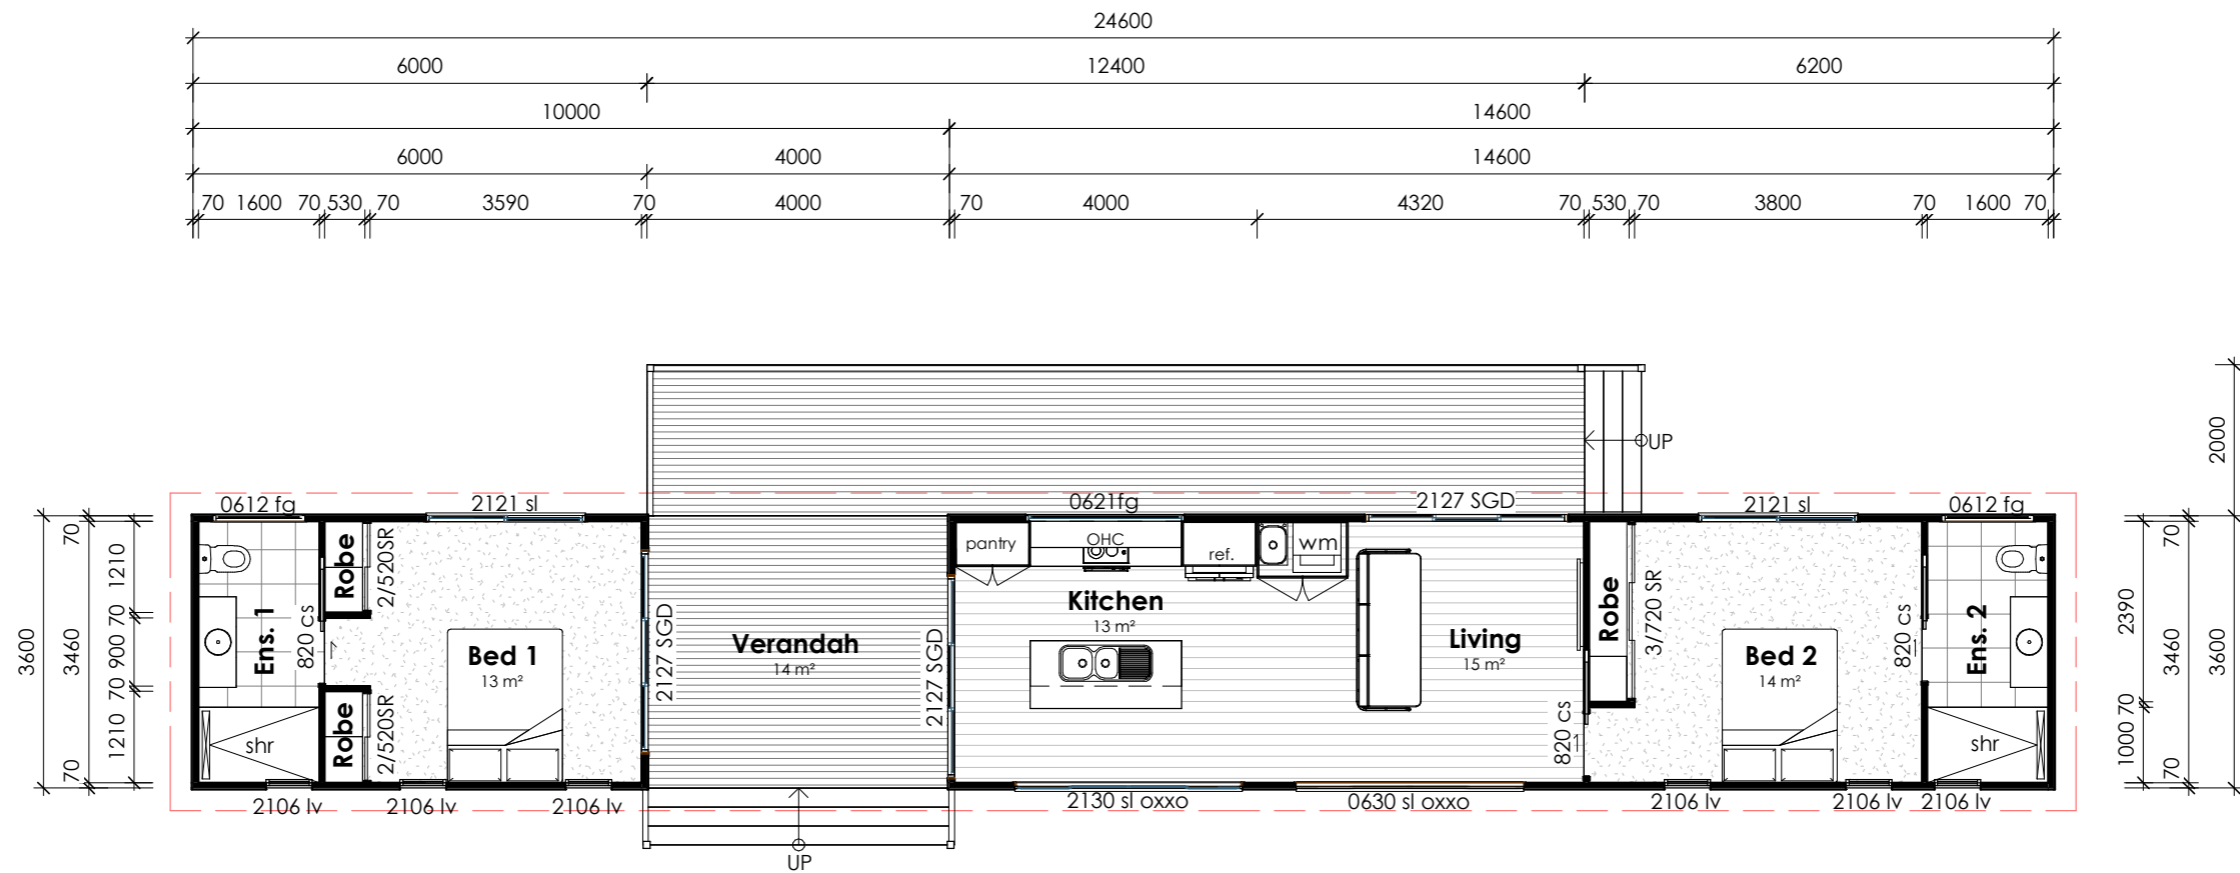 24600
6000 12400 6200
10000 14600
6000 4000 14600
70 1600 70 530 70 3590 70 4000 70 4000 4320 70 530 70 3800 70 1600 70
2000
UP
0612 fg 2121 sl 0621fg 2127 SGD 2121 sl 0612 fg
3600
3460
70 1210 70 900 70 1210 70
Ens. 1
shr
820 cs
Robe
2/520SR
Robe
2/520SR
Bed 1
13 m²
2127 SGD
Verandah
14 m²
2127 SGD
pantry
OHC
ref.
wm
Kitchen
13 m²
Living
15 m²
820 cs
Robe
3/720 SR
Bed 2
14 m²
820 cs
Ens. 2
shr
70 2390 70 1000 70
3460
3600
2106 lv 2106 lv 2106 lv 2130 sl oxxo 0630 sl oxxo 2106 lv 2106 lv 2106 lv
UP